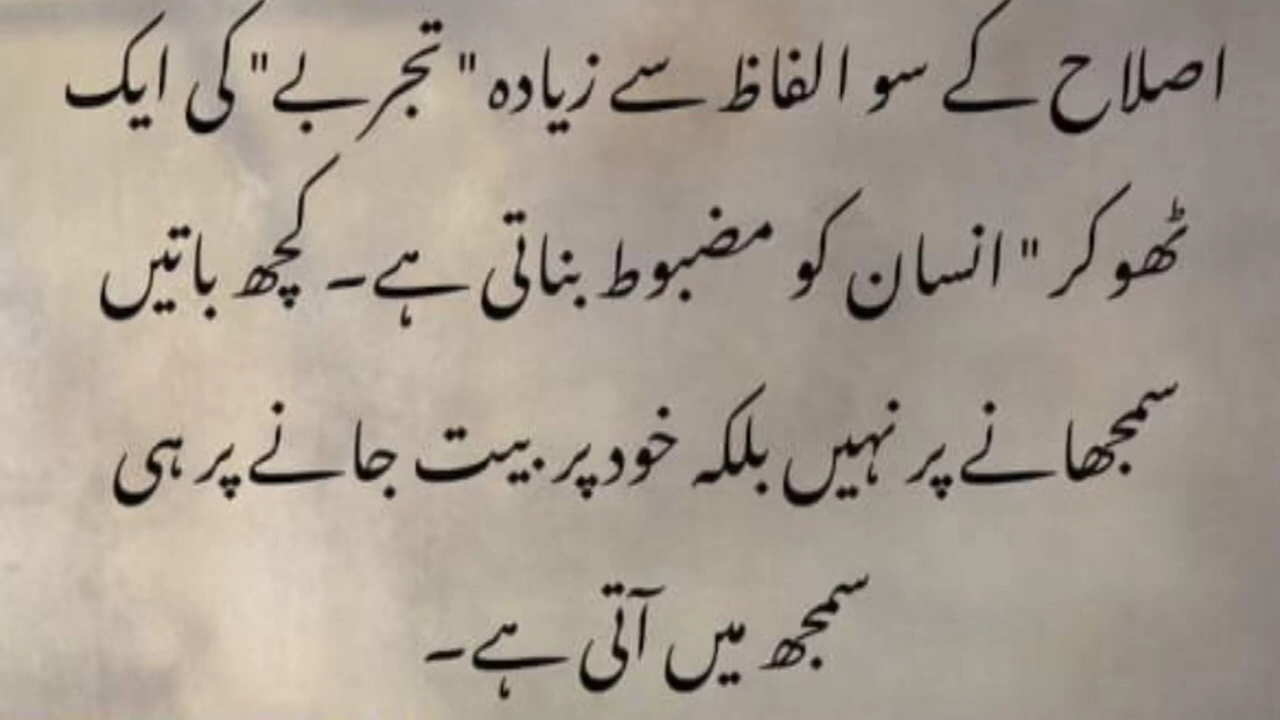 اصلاح کے سو الفاظ سے زیادہ " تجربے" کی ایک
ٹھوکر " انسان کو مضبوط بناتی ہے۔ کچھ باتیں
سمجھانے پر نہیں بلکہ خود پر بیت جانے پر ہی
سمجھ میں آتی ہے۔